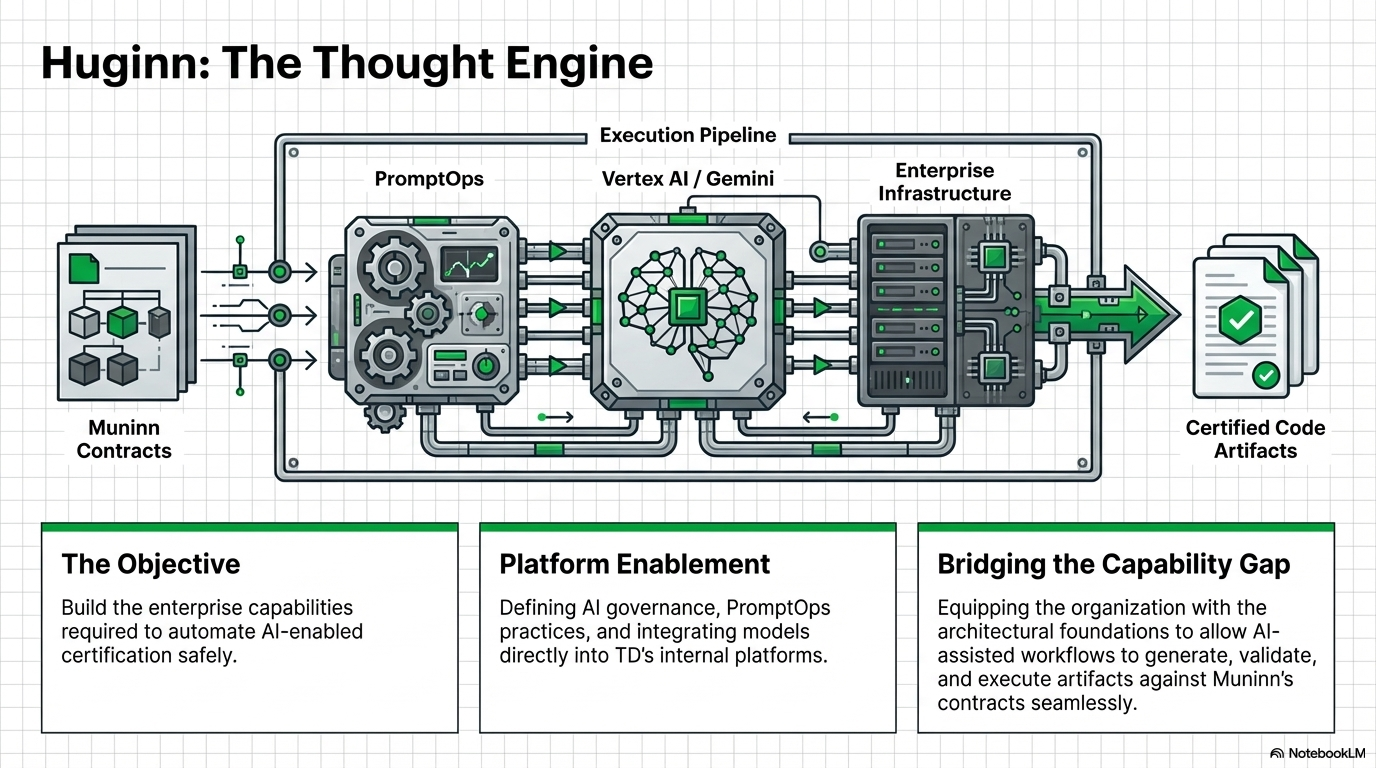 Huginn: The Thought Engine
Execution Pipeline
PromptOps
Vertex AI / Gemini
Enterprise
Infrastructure
Muninn
Contracts
Certified Code
Artifacts
The Objective
Build the enterprise capabilities
required to automate AI-enabled
certification safely.
Platform Enablement
Defining AI governance, PromptOps
practices, and integrating models
directly into TD's internal platforms.
Bridging the Capability Gap
Equipping the organization with the
architectural foundations to allow AI-
assisted workflows to generate, validate,
and execute artifacts against Muninn's
contracts seamlessly.
NotebookLM